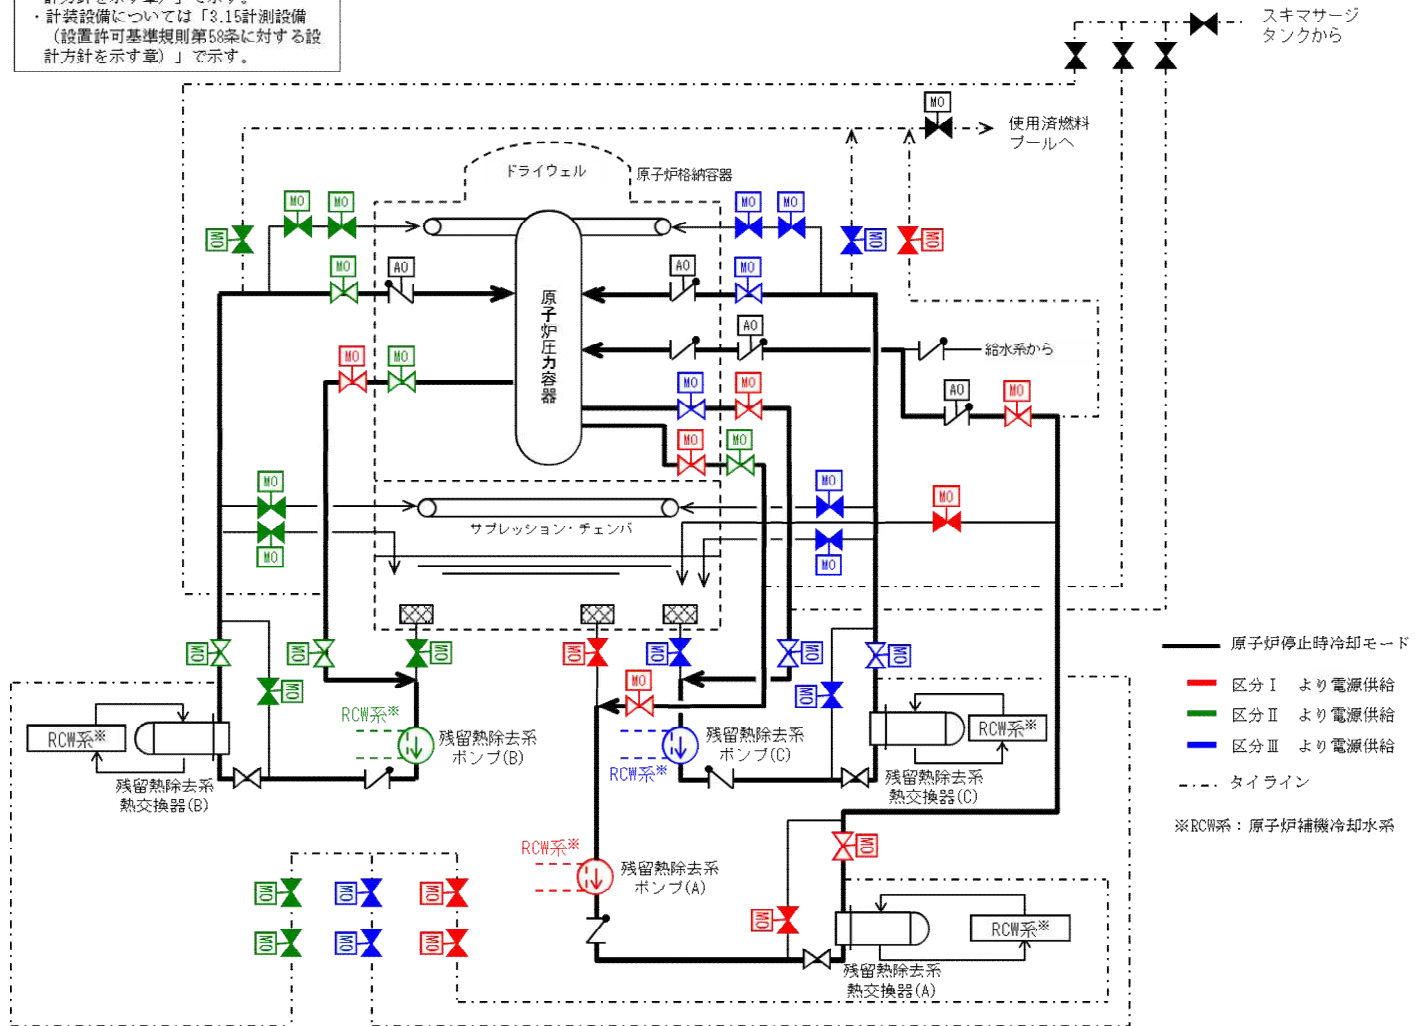 計方針を示す章）」で示す。
・計装設備については「3.15計測設備
（設置許可基準規則第58条に対する設
計方針を示す章）」で示す。
スキマサージ
タンクから
MO
使用済燃料
プールへ
ドライウェル
原子炉格納容器
MO
MO
MO
MO
MO
MO
MO
MO
AO
AO
MO
原子炉圧力容器
AO
給水系から
MO
MO
MO
MO
AO
MO
MO
MO
MO
MO
MO
サプレッション・チェンバ
MO
MO
MO
MO
MO
MO
MO
MO
MO
MO
MO
MO
MO
原子炉停止時冷却モード
区分Ⅰ より電源供給
区分Ⅱ より電源供給
区分Ⅲ より電源供給
タイライン
※RCW系：原子炉補機冷却水系
RCW系※
RCW系※
残留熱除去系
ポンプ(B)
残留熱除去系
熱交換器(B)
RCW系※
残留熱除去系
ポンプ(C)
RCW系※
残留熱除去系
熱交換器(C)
RCW系※
残留熱除去系
ポンプ(A)
MO
MO
RCW系※
残留熱除去系
熱交換器(A)
MO
MO
MO
MO
MO
MO